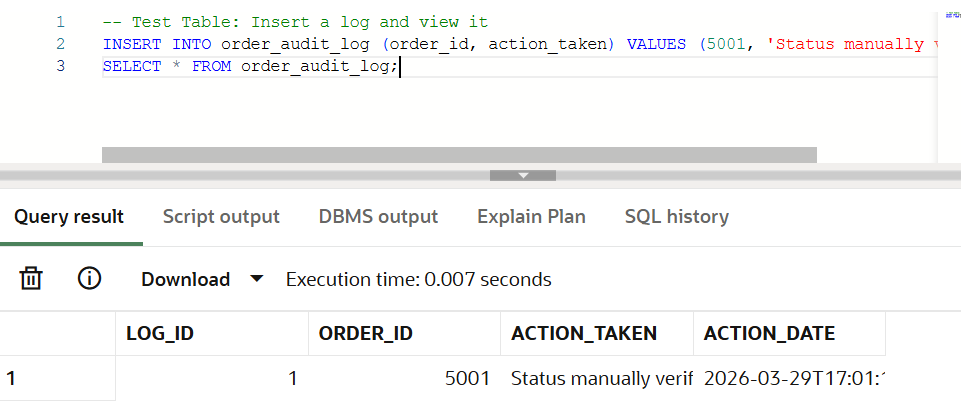 1 -- Test Table: Insert a log and view it
2 INSERT INTO order_audit_log (order_id, action_taken) VALUES (5001, 'Status manually
3 SELECT * FROM order_audit_log;
Query result Script output DBMS output Explain Plan SQL history
Download Execution time: 0.007 seconds
LOG_ID ORDER_ID ACTION_TAKEN ACTION_DATE
1 1 5001 Status manually verif 2026-03-29T17:01: